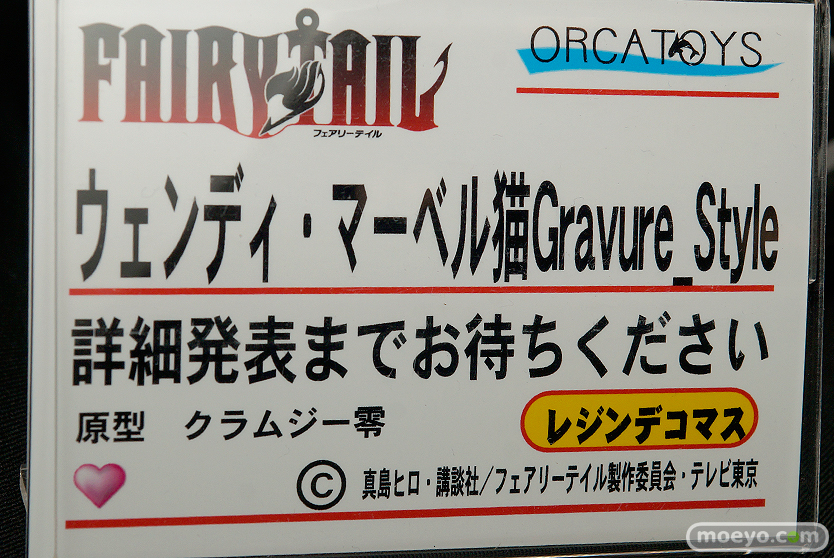 FAIRY TAIL
フェアリーテイル
ORCATOYS
ウェンディ・マーベル猫Gravure_Style
詳細発表までお待ちください
原型 クラムジー零
レジンデコマス
Ⓒ 真島ヒロ・講談社／フェアリーテイル製作委員会・テレビ東京
moeyo.com